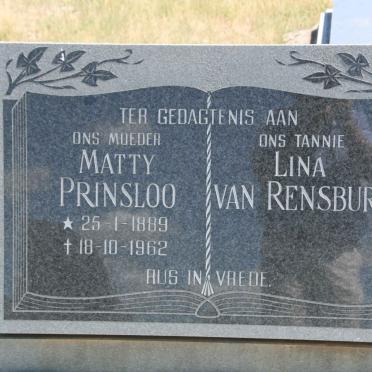 TER GEDAGTENIS AAN
ONS MOEDER
MATTY
PRINSLOO
★ 25-1-1889
✝ 18-10-1962
ONS TANNIE
LINA
VAN RENSBUR
RUS IN VREDE.